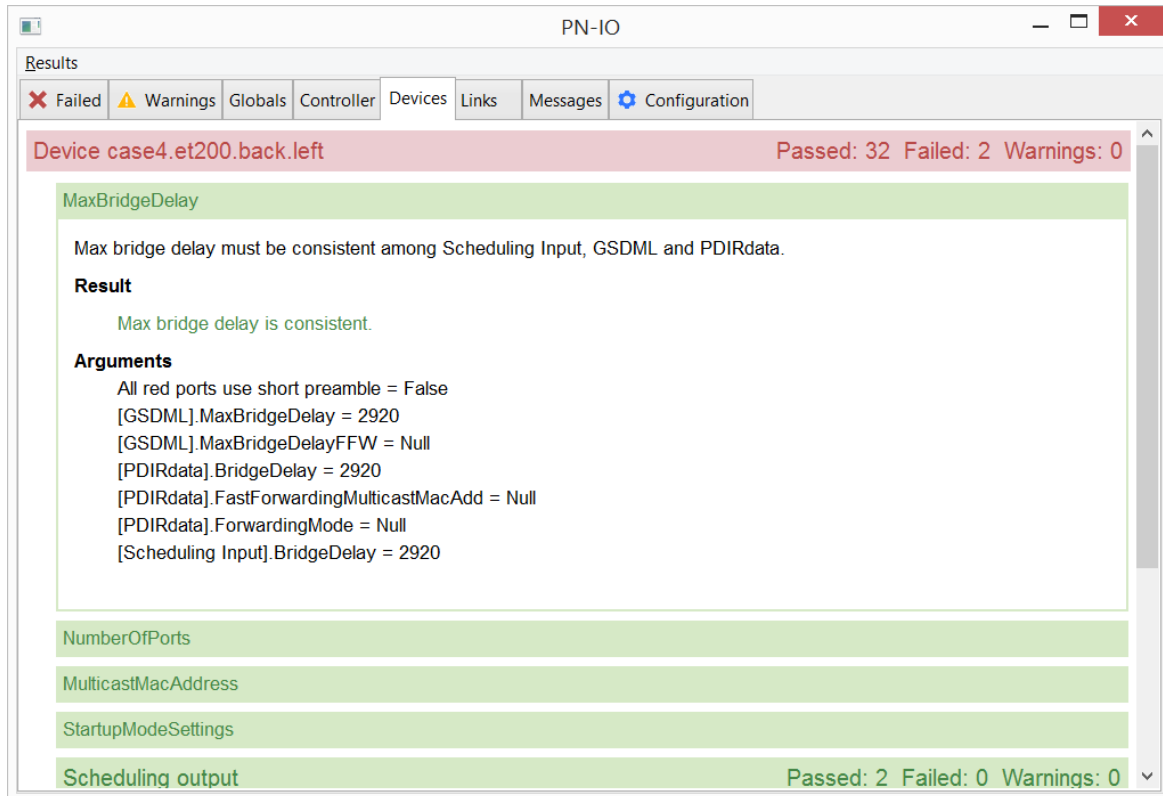 PN-IO
Results
Failed Warnings Globals Controller Devices Links Messages Configuration
Device case4.et200.back.left Passed: 32 Failed: 2 Warnings: 0
MaxBridgeDelay
Max bridge delay must be consistent among Scheduling Input, GSDML and PDIRdata.
Result
Max bridge delay is consistent.
Arguments
All red ports use short preamble = False
[GSDML].MaxBridgeDelay = 2920
[GSDML].MaxBridgeDelayFFW = Null
[PDIRdata].BridgeDelay = 2920
[PDIRdata].FastForwardingMulticastMacAdd = Null
[PDIRdata].ForwardingMode = Null
[Scheduling Input].BridgeDelay = 2920
NumberOfPorts
MulticastMacAddress
StartupModeSettings
Scheduling output Passed: 2 Failed: 0 Warnings: 0